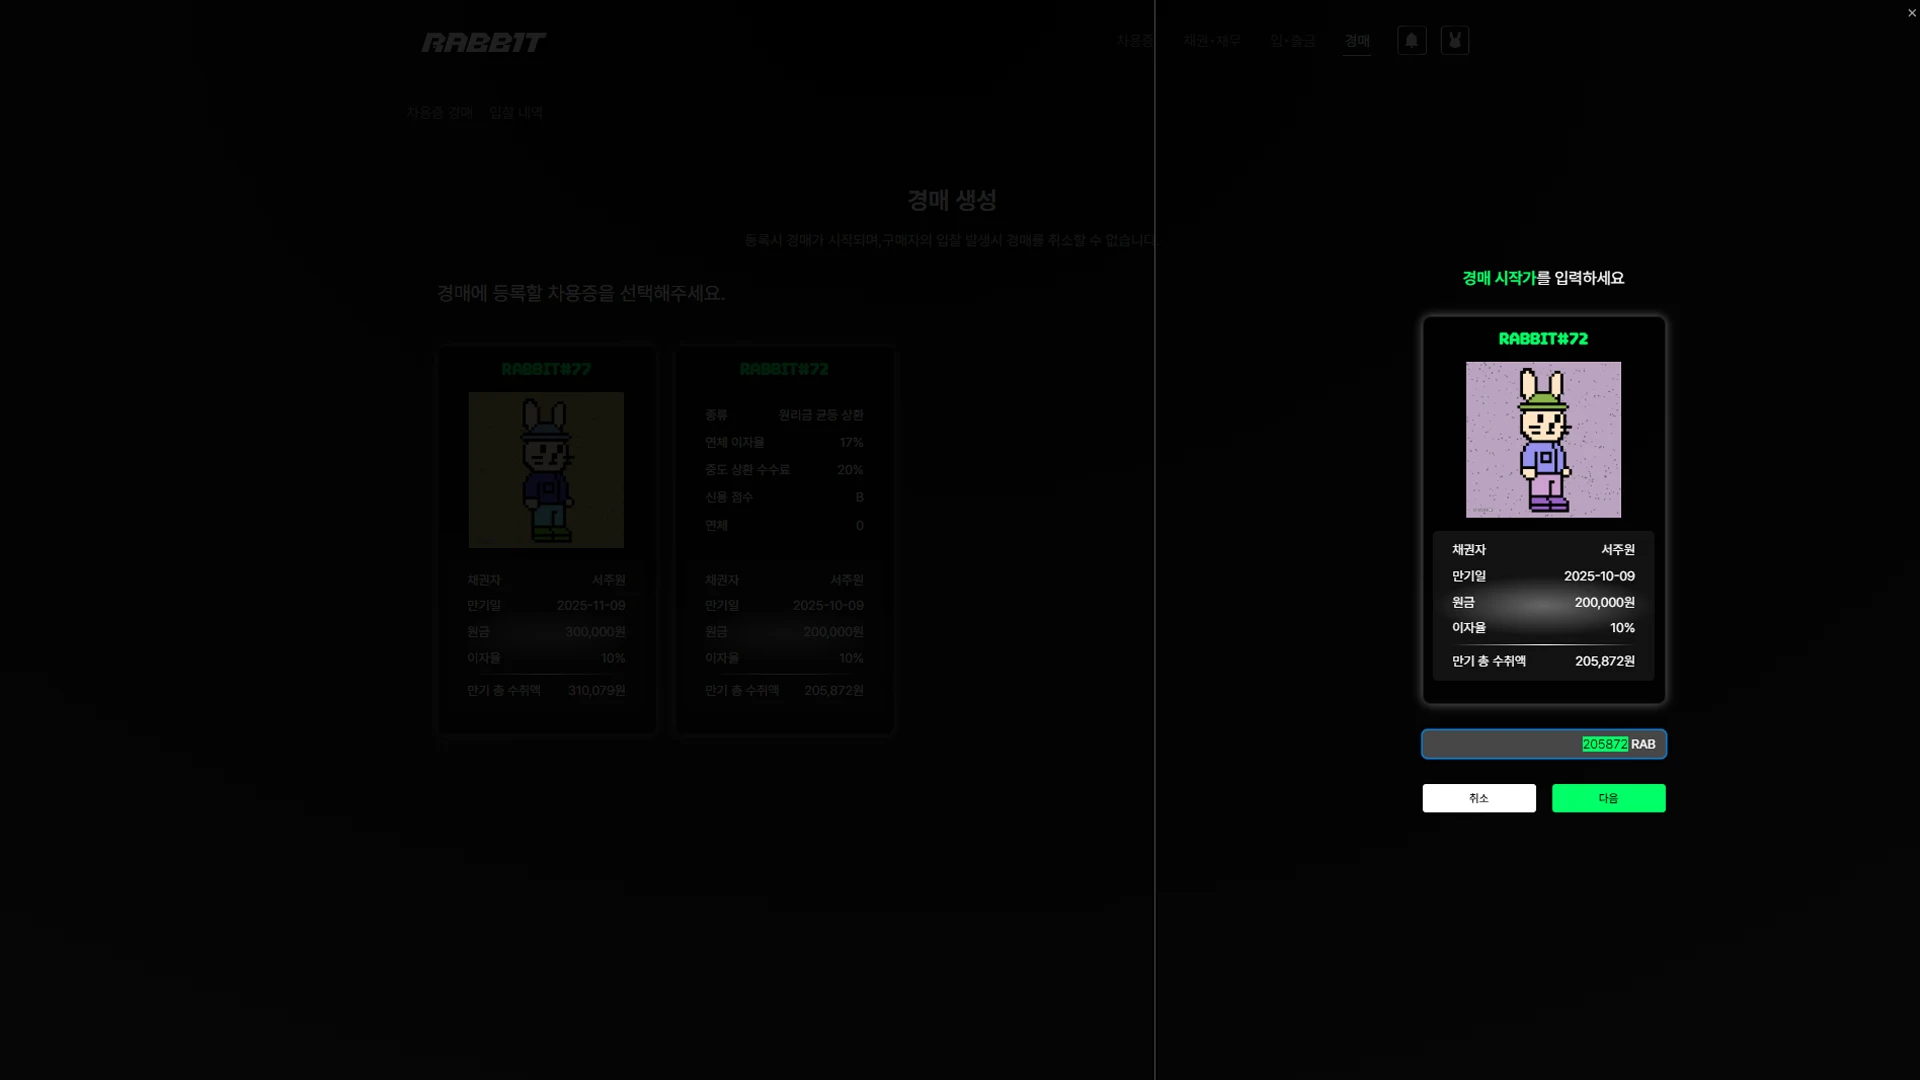 RABBIT
차용증 채권•채무 입•출금 경매
차용증 경매 입찰 내역
경매 생성
등록시 경매가 시작되며,구매자의 입찰 발생시 경매를 취소할 수 없습니다.
경매에 등록할 차용증을 선택해주세요.
RABBIT#77
채권자 서주원
만기일 2025-11-09
원금 300,000원
이자율 10%
만기 총 수취액 310,079원
RABBIT#72
종류 원리금 균등 상환
연체 이자율 17%
중도 상환 수수료 20%
신용 점수 8
연체 0
채권자 서주원
만기일 2025-10-09
원금 200,000원
이자율 10%
만기 총 수취액 205,872원
×
경매 시작가를 입력하세요
RABBIT#72
채권자 서주원
만기일 2025-10-09
원금 200,000원
이자율 10%
만기 총 수취액 205,872원
205872 RAB
취소 다음